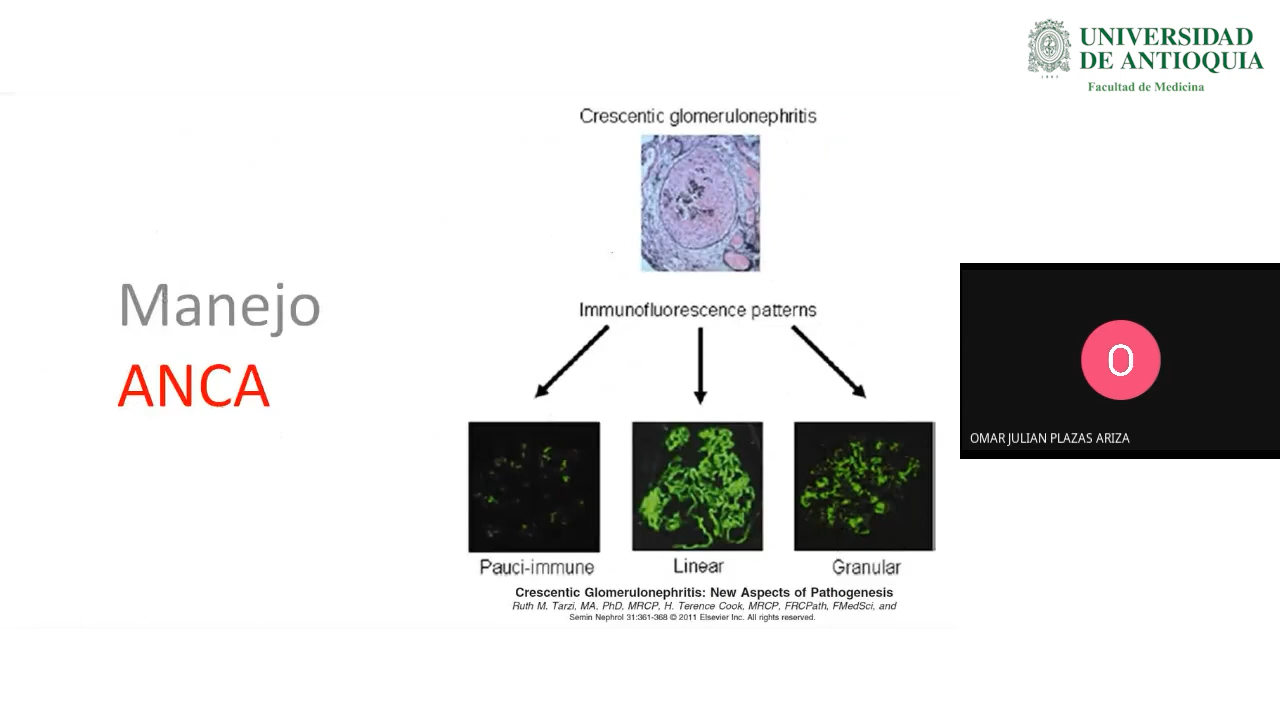 UNIVERSIDAD
DE ANTIOQUIA
1803
Facultad de Medicina
Crescentic glomerulonephritis
Immunofluorescence patterns
Manejo
ANCA
Pauci-immune
Linear
Granular
Crescentic Glomerulonephritis: New Aspects of Pathogenesis
Ruth M. Tarzi, MA, PhD, MRCP, H. Terence Cook, MRCP, FRCPath, FMedSci, and
Semin Nephrol 31:361-368 © 2011 Elsevier Inc. All rights reserved.
O
OMAR JULIAN PLAZAS ARIZA